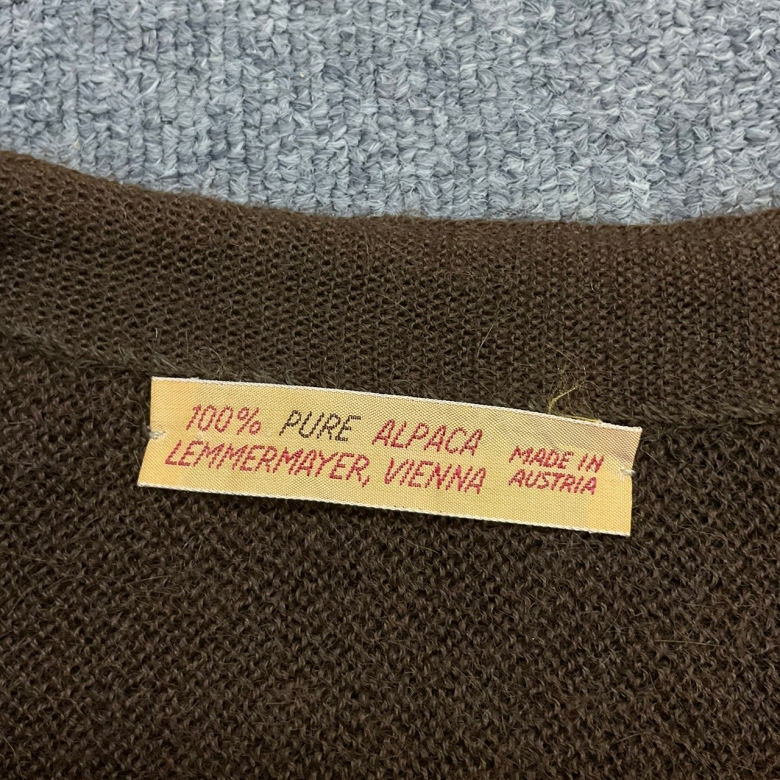 100% PURE ALPACA
LEMMERMAYER, VIENNA
MADE IN
AUSTRIA